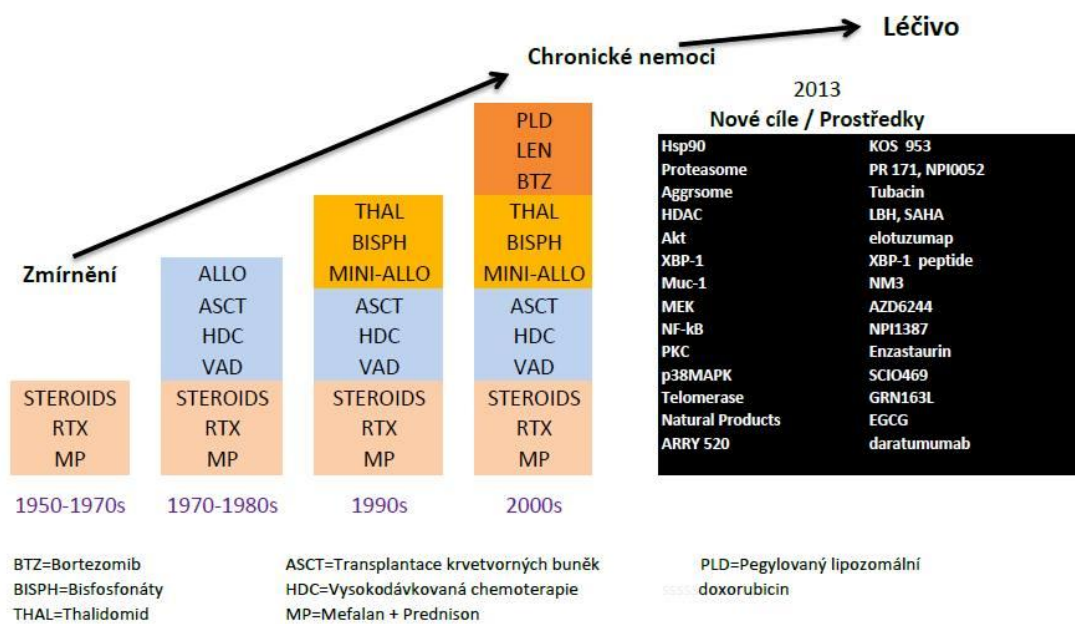 Léčivo
Chronické nemoci
2013
Nové cíle / Prostředky
Hsp90 KOS 953
Proteasome PR 171, NPI0052
Aggrsome Tubacin
HDAC LBH, SAHA
Akt elotuzumap
XBP-1 XBP-1 peptide
Muc-1 NM3
MEK AZD6244
NF-kB NPI1387
PKC Enzastaurin
p38MAPK SCIO469
Telomerase GRN163L
Natural Products EGCG
ARRY 520 daratumumab
Zmírnění
STEROIDS
RTX
MP
1950-1970s
ALLO
ASCT
HDC
VAD
STEROIDS
RTX
MP
1970-1980s
THAL
BISPH
MINI-ALLO
ASCT
HDC
VAD
STEROIDS
RTX
MP
1990s
PLD
LEN
BTZ
THAL
BISPH
MINI-ALLO
ASCT
HDC
VAD
STEROIDS
RTX
MP
2000s
BTZ=Bortezomib
BISPH=Bisfosfonáty
THAL=Thalidomid
ASCT=Transplantace krvetvorných buněk
HDC=Vysokodávkovaná chemoterapie
MP=Mefalan + Prednison
PLD=Pegylovaný lipozomální
doxorubicin